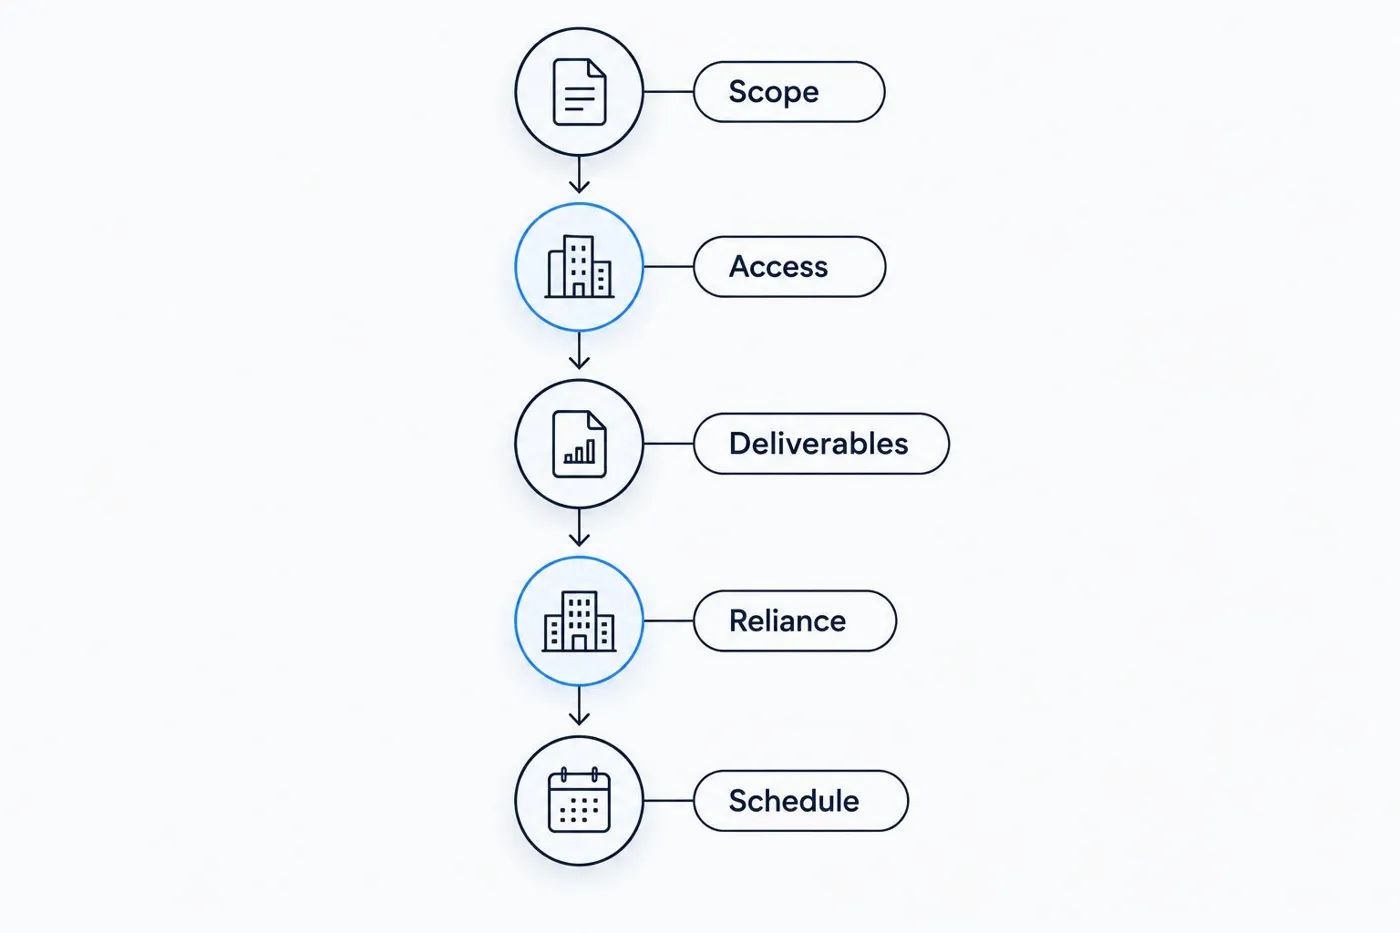 Scope
Access
Deliverables
Reliance
Schedule